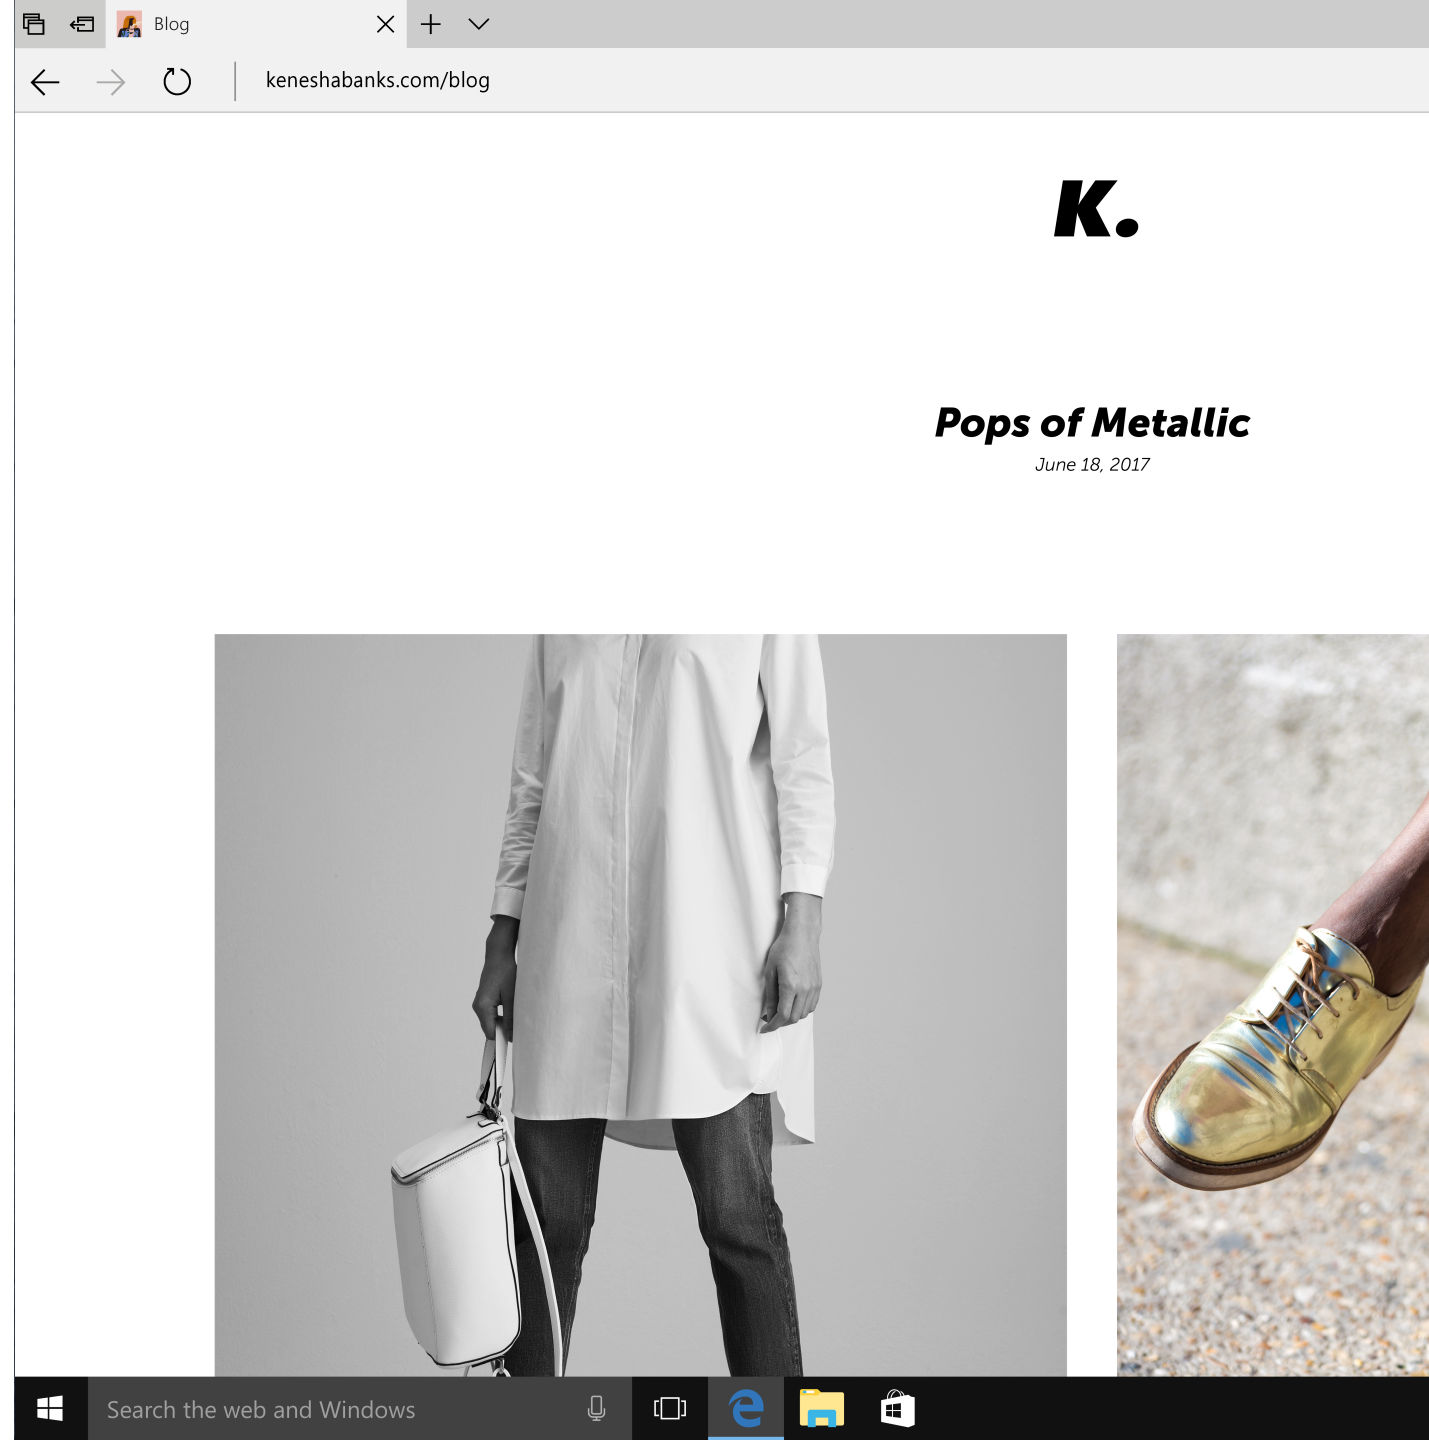 Blog
keneshabanks.com/blog
K.
Pops of Metallic
June 18, 2017
Search the web and Windows